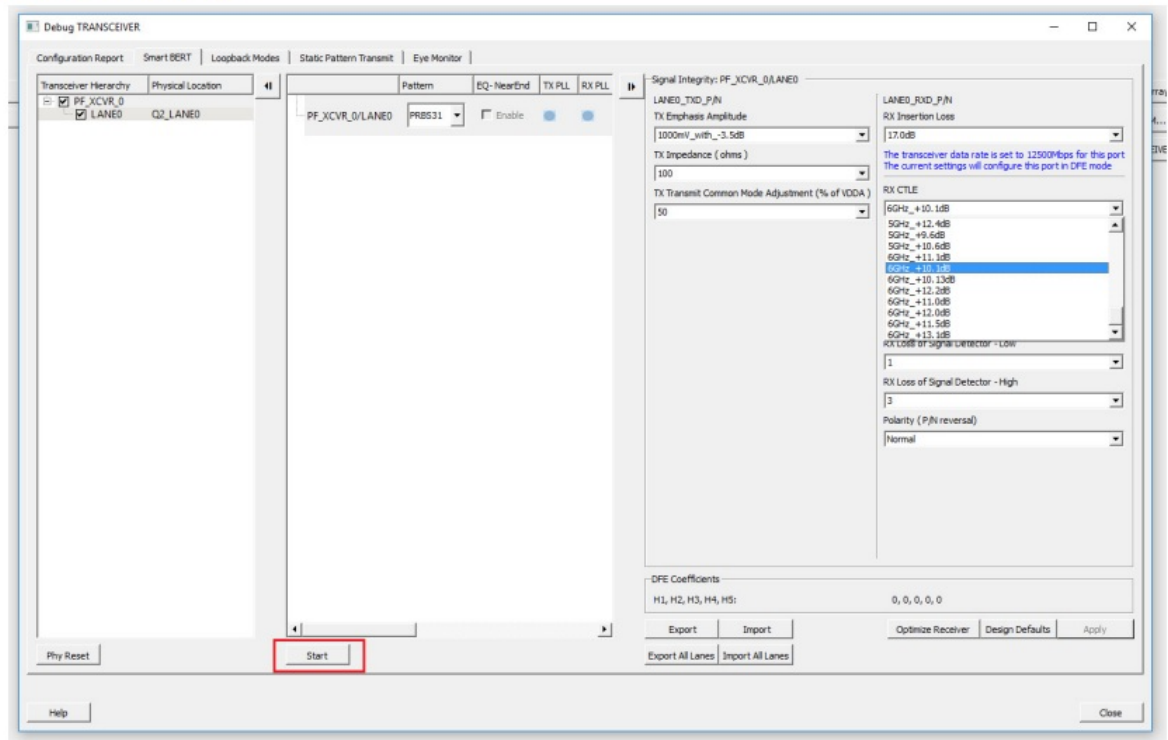 Debug TRANSCEIVER
Configuration Report Smart BERT Loopback Modes Static Pattern Transmit Eye Monitor
Transceiver Hierarchy Physical Location
PF_XCVR_0
LANE0 Q2_LANE0
Pattern EQ-NearEnd TX PLL RX PLL
PF_XCVR_0/LANE0 PRBS31 Enable
Signal Integrity: PF_XCVR_0/LANE0
LANE0_TXD_P/N
TX Emphasis Amplitude
1000mV_with_-3.5dB
TX Impedance ( ohms )
100
TX Transmit Common Mode Adjustment (% of VDDA )
50
LANE0_RXD_P/N
RX Insertion Loss
17.0dB
The transceiver data rate is set to 12500Mbps for this port
The current settings will configure this port in DFE mode
RX CTLE
6GHz_+10.1dB
5GHz_+12.4dB
5GHz_+9.6dB
5GHz_+10.6dB
6GHz_+11.1dB
6GHz_+10.1dB
6GHz_+10.13dB
6GHz_+12.2dB
6GHz_+11.0dB
6GHz_+12.0dB
6GHz_+11.5dB
6GHz_+13.1dB
RX Loss of Signal Detector - Low
1
RX Loss of Signal Detector - High
3
Polarity ( P/N reversal)
Normal
DFE Coefficients
H1, H2, H3, H4, H5: 0, 0, 0, 0, 0
Export Import Optimize Receiver Design Defaults Apply
Export All Lanes Import All Lanes
Phy Reset Start
Help Close